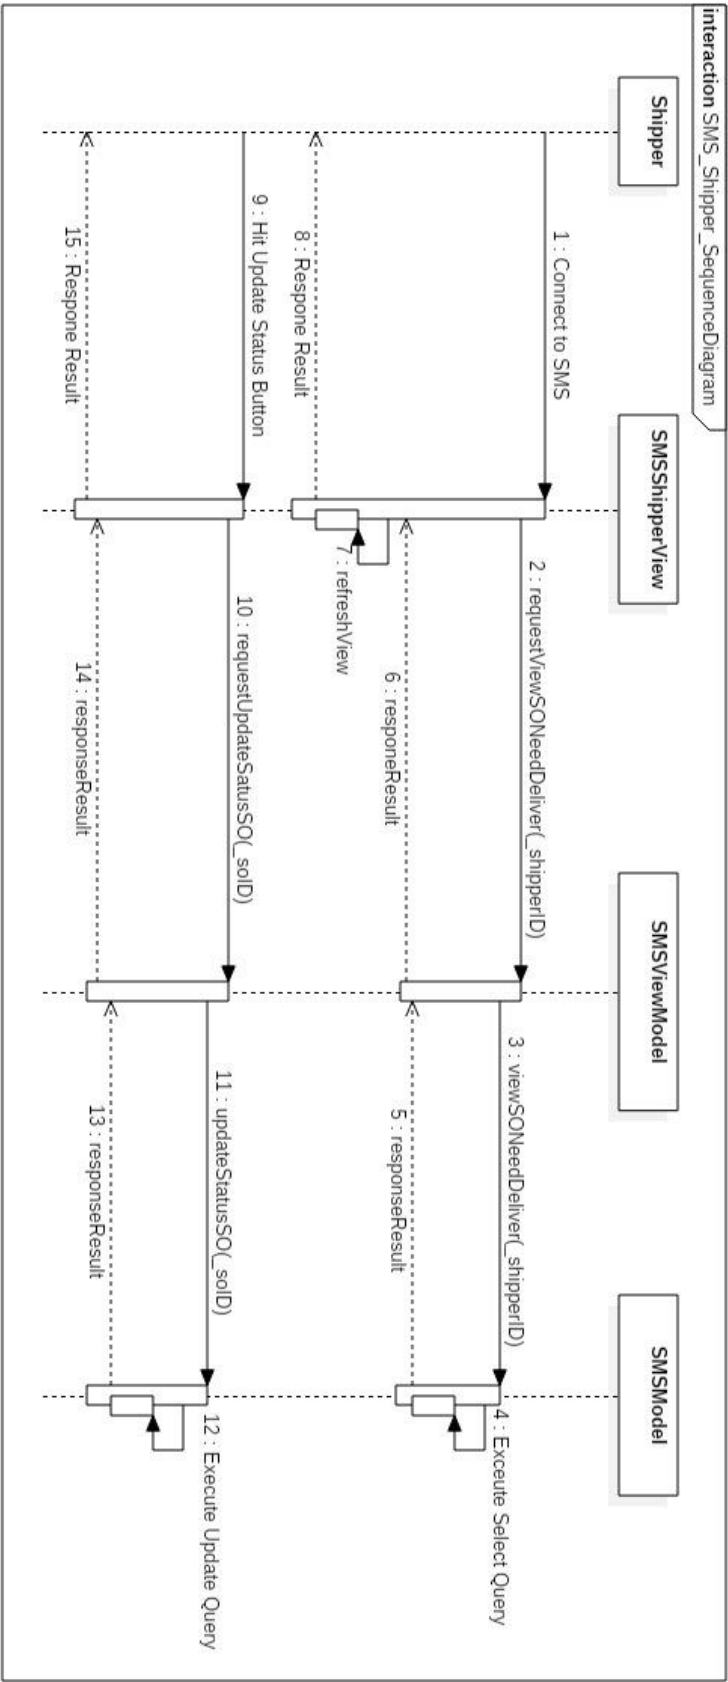 interaction SMS_Shipper_SequenceDiagram
Shipper
SMSShipperView
SMSViewModel
SMSModel
1 : Connect to SMS
2 : requestViewSONeedDeliver(_shipperID)
3 : viewSONeedDeliver(_shipperID)
4 : Exceute Select Query
5 : responseResult
6 : responeResult
7 : refreshView
8 : Respone Result
9 : Hit Update Status Button
10 : requestUpdateSatusSO(_soID)
11 : updateStatusSO(_soID)
12 : Execute Update Query
13 : responseResult
14 : responseResult
15 : Respone Result